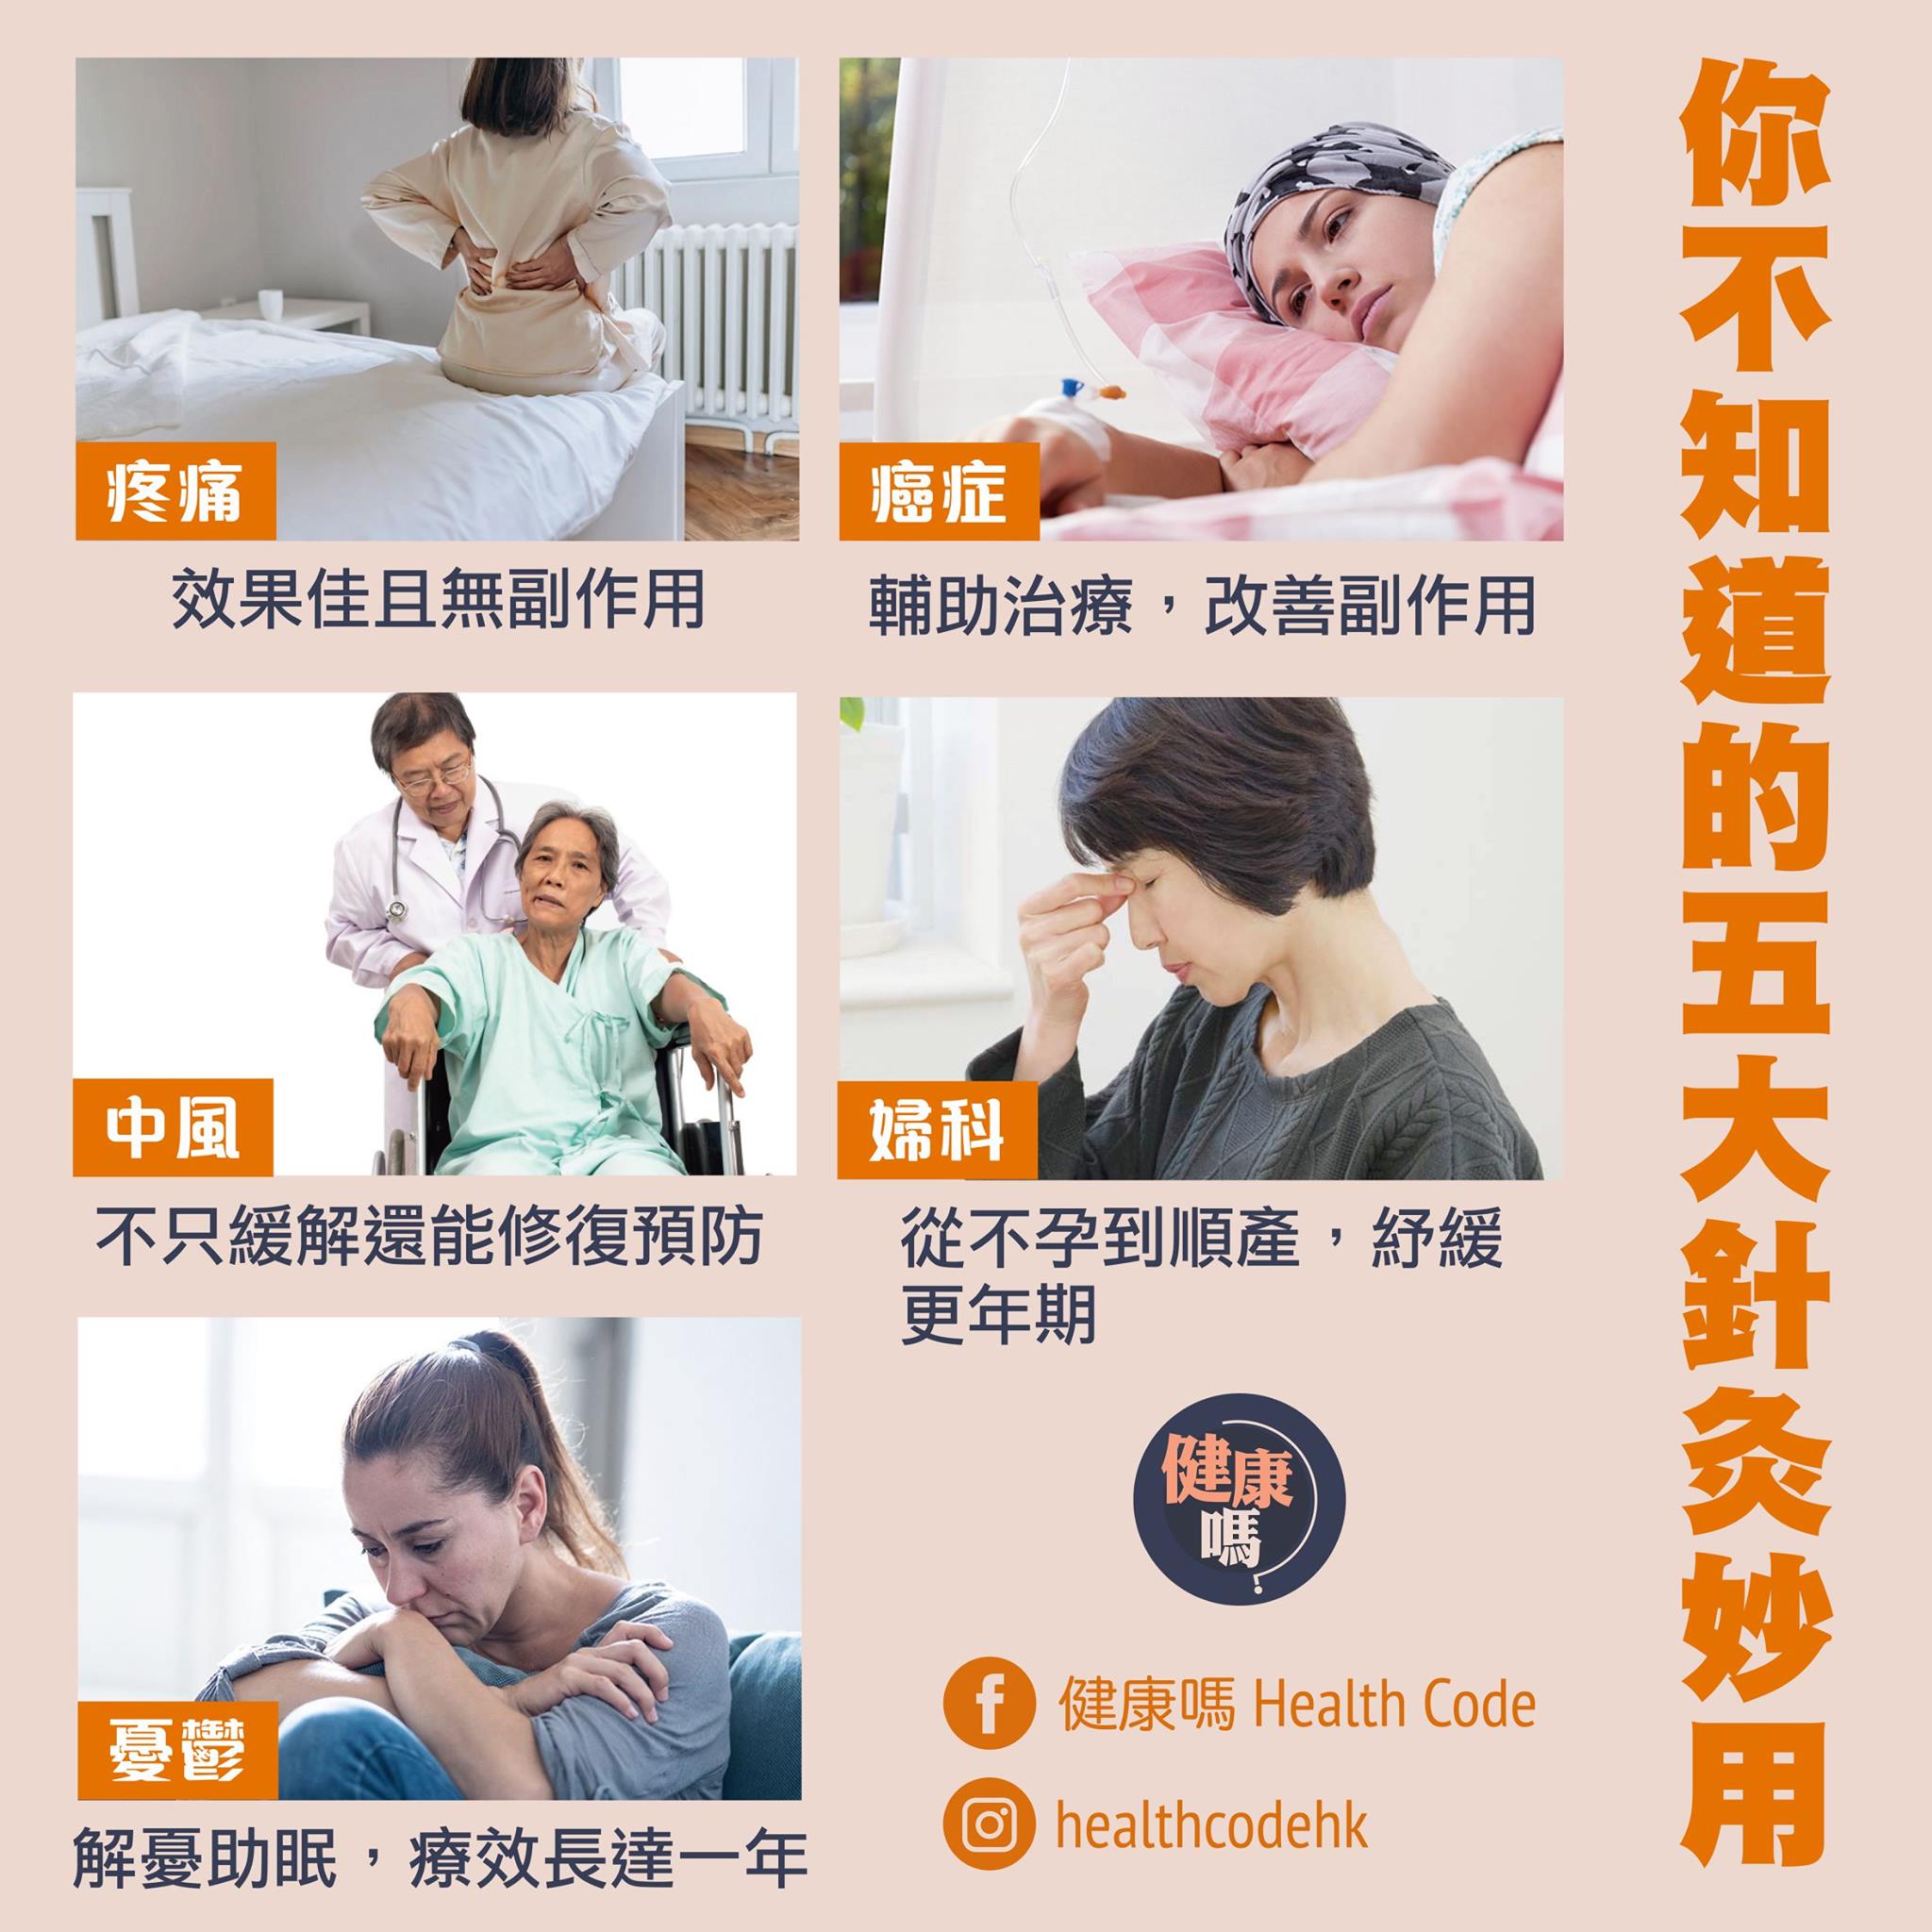 你不知道的五大針灸妙用
疼痛
效果佳且無副作用
癌症
輔助治療，改善副作用
中風
不只緩解還能修復預防
婦科
從不孕到順產，紓緩
更年期
憂鬱
解憂助眠，療效長達一年
健康
嗎?
健康嗎 Health Code
healthcodehk